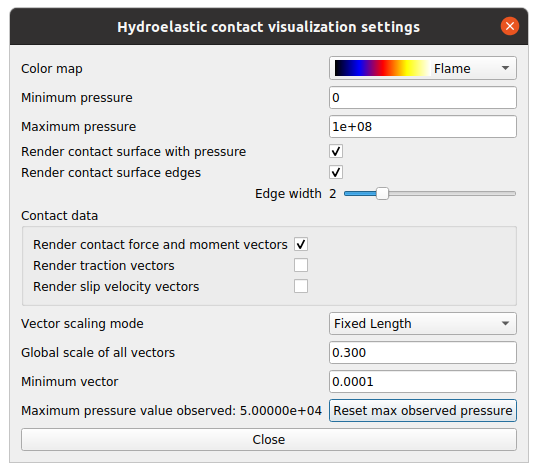 Hydroelastic contact visualization settings
Color map Flame
Minimum pressure 0
Maximum pressure 1e+08
Render contact surface with pressure
Render contact surface edges
Edge width 2
Contact data
Render contact force and moment vectors
Render traction vectors
Render slip velocity vectors
Vector scaling mode Fixed Length
Global scale of all vectors 0.300
Minimum vector 0.0001
Maximum pressure value observed: 5.00000e+04 Reset max observed pressure
Close